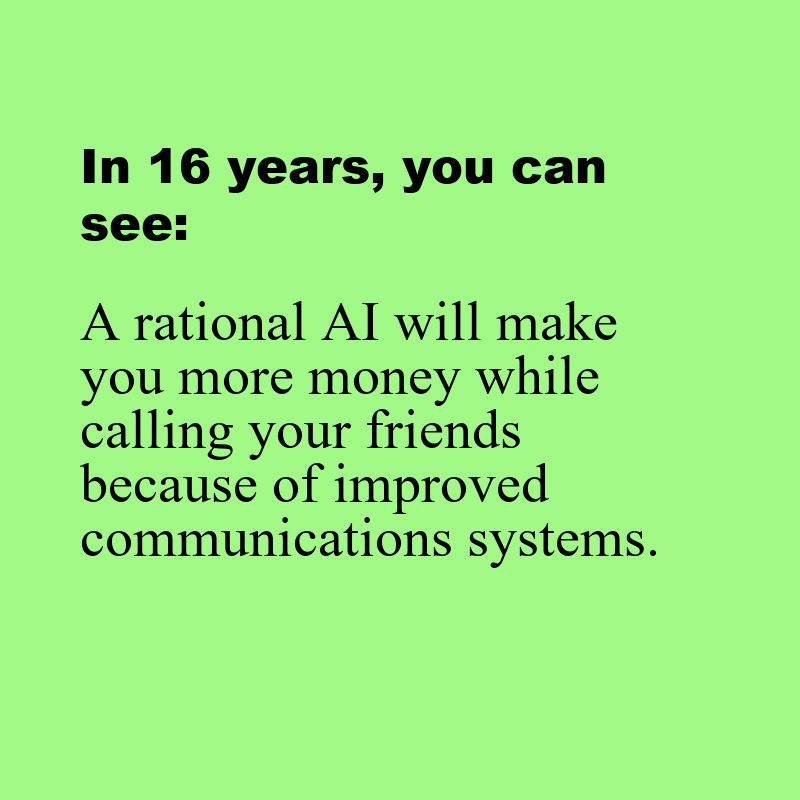 In 16 years, you can
see:
A rational AI will make
you more money while
calling your friends
because of improved
communications systems.